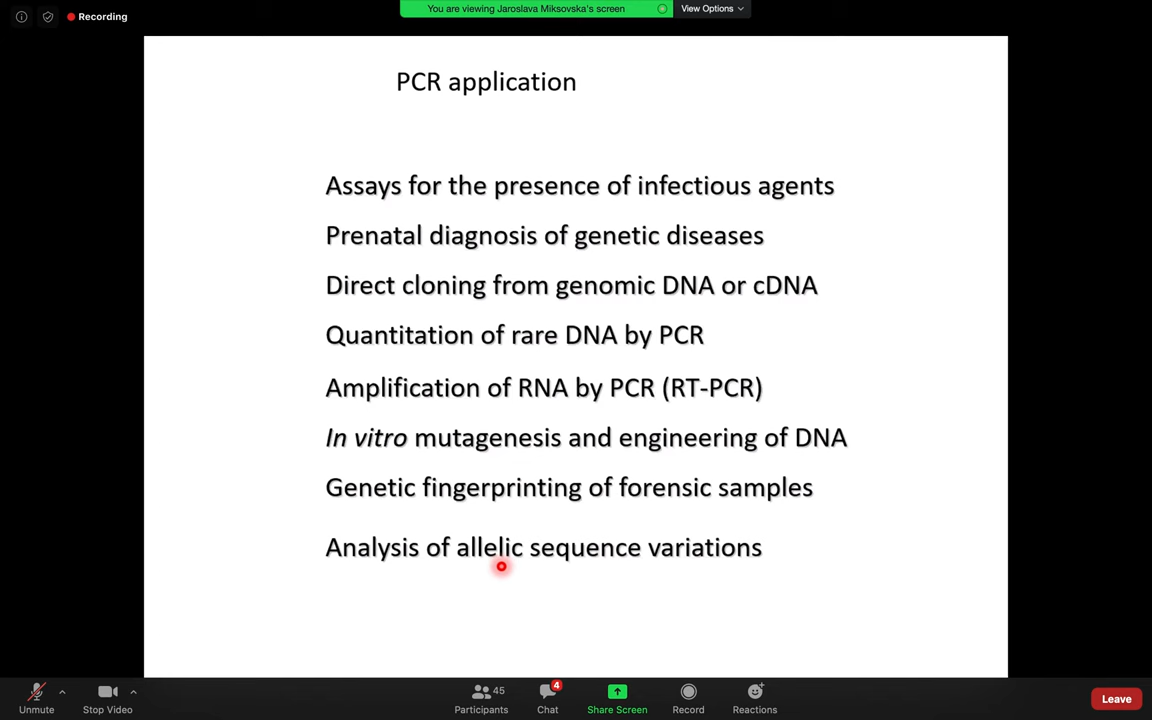 Recording
You are viewing Jaroslava Miksovska's screen
View Options
PCR application
Assays for the presence of infectious agents
Prenatal diagnosis of genetic diseases
Direct cloning from genomic DNA or cDNA
Quantitation of rare DNA by PCR
Amplification of RNA by PCR (RT-PCR)
In vitro mutagenesis and engineering of DNA
Genetic fingerprinting of forensic samples
Analysis of allelic sequence variations
Unmute
Stop Video
45
Participants
4
Chat
Share Screen
Record
Reactions
Leave